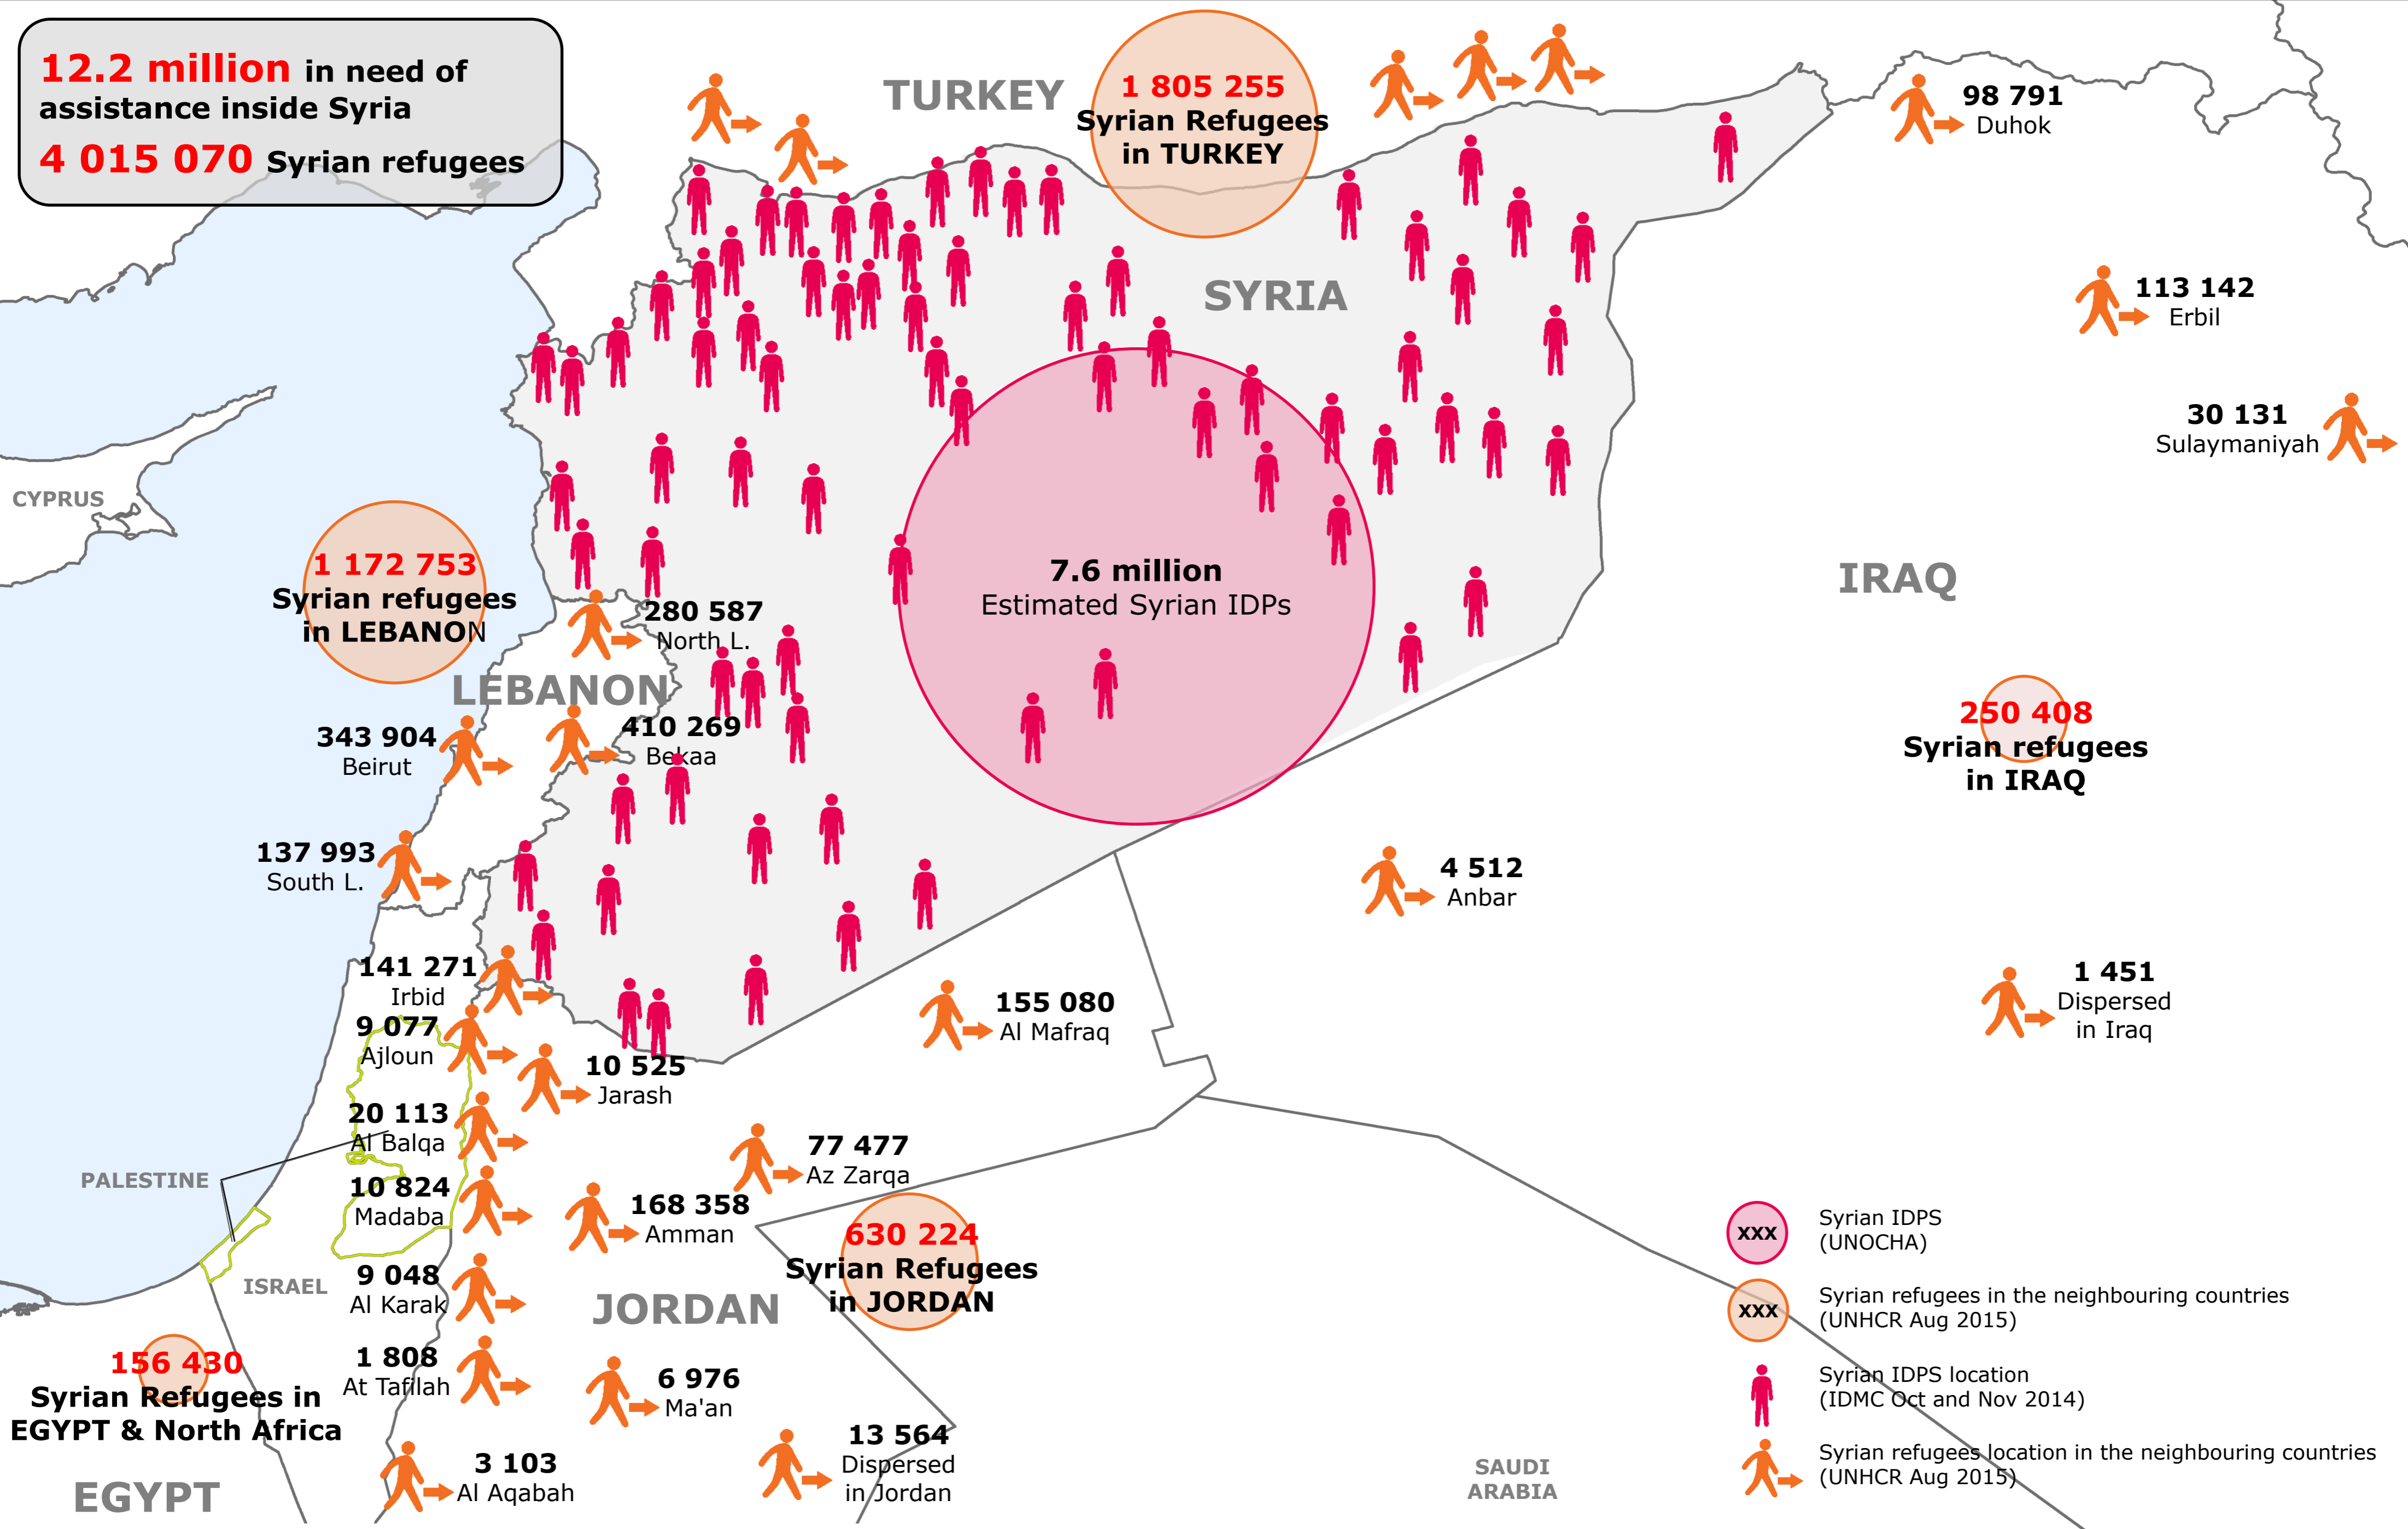 12.2 million in need of
assistance inside Syria
4 015 070 Syrian refugees
TURKEY
1 805 255
Syrian Refugees
in TURKEY
98 791
Duhok
SYRIA
113 142
Erbil
30 131
Sulaymaniyah
CYPRUS
1 172 753
Syrian refugees
in LEBANON
7.6 million
Estimated Syrian IDPs
IRAQ
280 587
North L.
LEBANON
343 904
Beirut
410 269
Bekaa
250 408
Syrian refugees
in IRAQ
137 993
South L.
4 512
Anbar
141 271
Irbid
155 080
Al Mafraq
1 451
Dispersed
in Iraq
9 077
Ajloun
10 525
Jarash
20 113
Al Balqa
77 477
Az Zarqa
PALESTINE
10 824
Madaba
168 358
Amman
630 224
Syrian Refugees
in JORDAN
ISRAEL
9 048
Al Karak
JORDAN
156 430
Syrian Refugees in
EGYPT & North Africa
1 808
At Tafilah
6 976
Ma'an
13 564
Dispersed
in Jordan
EGYPT
3 103
Al Aqabah
SAUDI
ARABIA
xxx
Syrian IDPS
(UNOCHA)
xxx
Syrian refugees in the neighbouring countries
(UNHCR Aug 2015)
Syrian IDPS location
(IDMC Oct and Nov 2014)
Syrian refugees location in the neighbouring countries
(UNHCR Aug 2015)